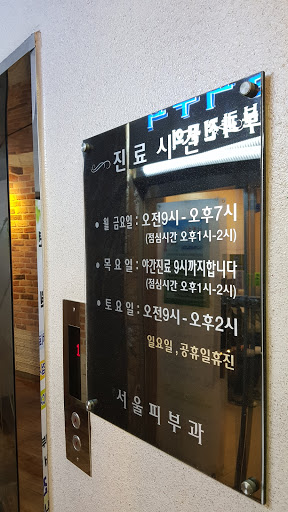 진료 시간
• 월 금요일 : 오전9시 - 오후7시
(점심시간 오후1시-2시)
• 목 요 일 : 야간진료 9시까지합니다
(점심시간 오후1시-2시)
• 토 요 일 : 오전9시 - 오후2시
일요일 , 공휴일휴진
서울피부과
1